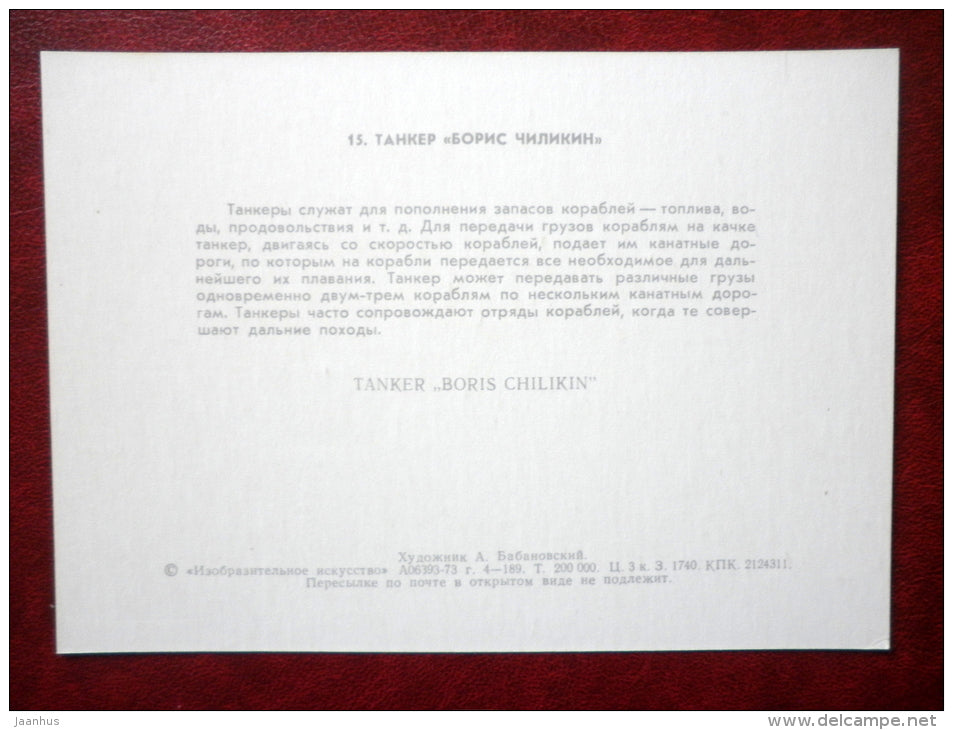 15. ТАНКЕР «БОРИС ЧИЛИКИН»
Танкеры служат для пополнения запасов кораблей — топлива, во-
ды, продовольствия и т. д. Для передачи грузов кораблям на качке
танкер, двигаясь со скоростью кораблей, подает им канатные до-
роги, по которым на корабли передается все необходимое для даль-
нейшего их плавания. Танкер может передавать различные грузы
одновременно двум-трем кораблям по нескольким канатным доро-
гам. Танкеры часто сопровождают отряды кораблей, когда те совер-
шают дальние походы.
TANKER „BORIS CHILIKIN”
Художник А. Бабановский.
© «Изобразительное искусство» А06393-73 г. 4—189. Т. 200 000. Ц. 3 к. З. 1740. КПК. 2124311.
Пересылке по почте в открытом виде не подлежит.
jaanhus
www.delcampe.net